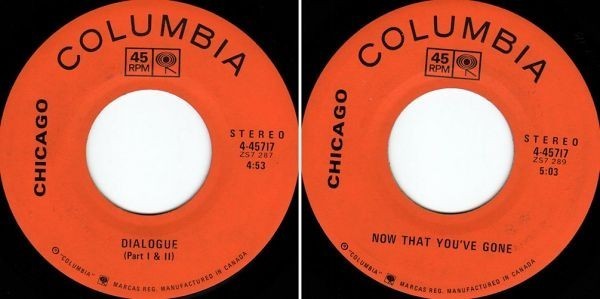 COLUMBIA
45
RPM
CHICAGO
STEREO
4-45717
ZS7 287
4:53
DIALOGUE
(Part I & II)
℗ "COLUMBIA" MARCAS REG. MANUFACTURED IN CANADA
COLUMBIA
45
RPM
CHICAGO
STEREO
4-45717
ZS7 289
5:03
NOW THAT YOU'VE GONE
℗ "COLUMBIA" MARCAS REG. MANUFACTURED IN CANADA